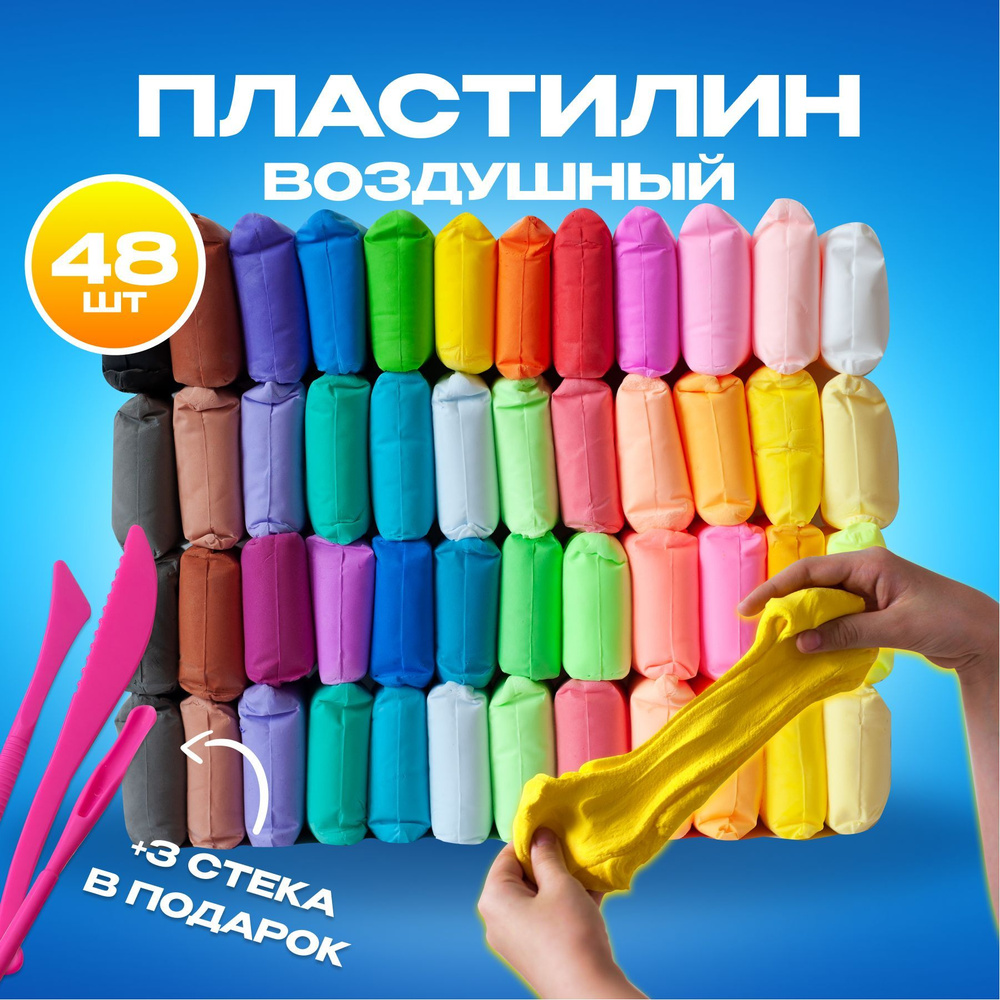 ПЛАСТИЛИН
ВОЗДУШНЫЙ
48
ШТ
+3 СТЕКА
В ПОДАРОК